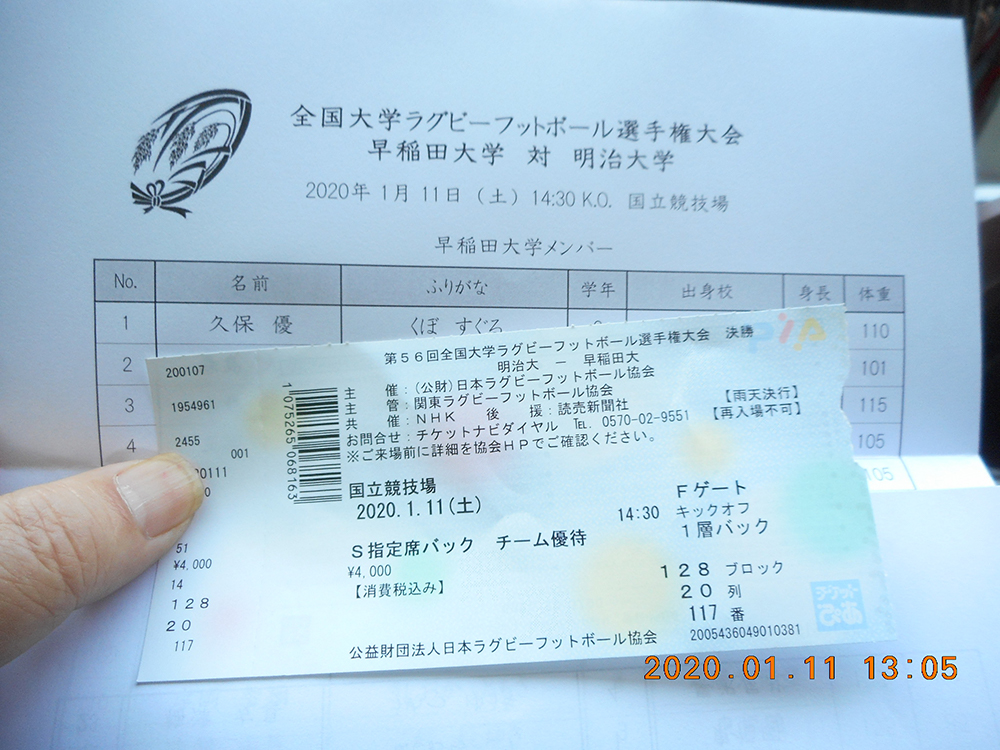 全国大学ラグビーフットボール選手権大会
早稲田大学 対 明治大学
2020年 1月 11日（土）14:30 K.O. 国立競技場
早稲田大学メンバー
No. 名前 ふりがな 学年 出身校 身長 体重
1 久保 優 くぼ すぐろ 110
2 101
3 115
4 105
105
第56回全国大学ラグビーフットボール選手権大会 決勝
明治大 － 早稲田大
主 催：(公財)日本ラグビーフットボール協会
主 管：関東ラグビーフットボール協会
共 催：NHK 後 援：読売新聞社 【雨天決行】
お問合せ：チケットナビダイヤル TEL. 0570-02-9551 【再入場不可】
※ご来場前に詳細を協会HPでご確認ください。
国立競技場 Fゲート
2020.1.11(土) 14:30 キックオフ
1層バック
S指定席バック チーム優待
¥4,000
【消費税込み】
128 ブロック
20 列
117 番
公益財団法人日本ラグビーフットボール協会 2005436049010381
チケットぴあ
PiA
200107
1954961
2455
001
0111
51
¥4,000
14
128
20
117
1075265068163
2020.01.11 13:05